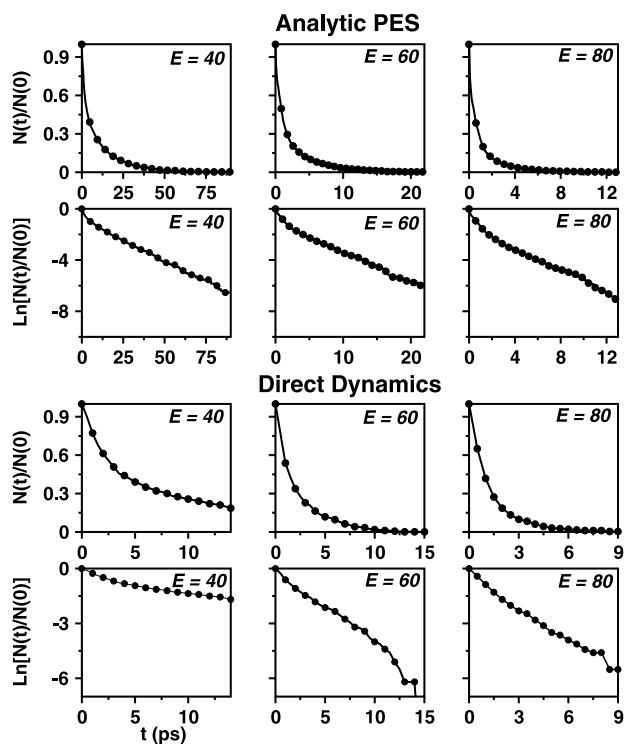 Analytic PES
N(t)/N(0)
0.9
0.6
0.3
0
E = 40
E = 60
E = 80
0 25 50 75
0 10 20
0 4 8 12
Ln[N(t)/N(0)]
0
-4
-8
E = 40
E = 60
E = 80
0 25 50 75
0 10 20
0 4 8 12
Direct Dynamics
N(t)/N(0)
0.9
0.6
0.3
0
E = 40
E = 60
E = 80
0 5 10
0 5 10 15
0 3 6 9
Ln[N(t)/N(0)]
0
-3
-6
E = 40
E = 60
E = 80
0 5 10
0 5 10 15
0 3 6 9
t (ps)